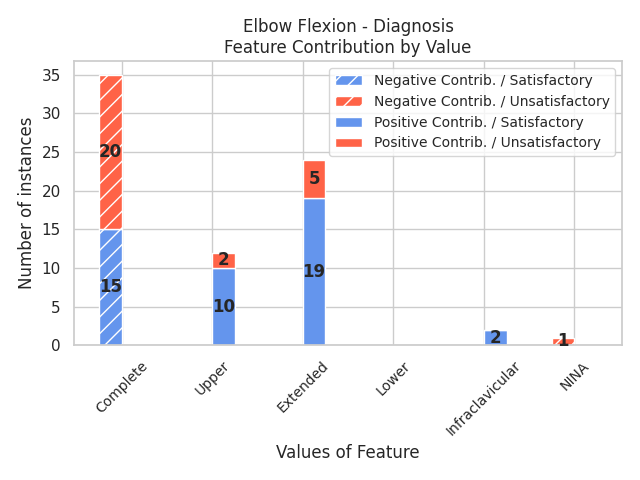 Elbow Flexion - Diagnosis
Feature Contribution by Value
Number of instances
35
30
25
20
15
10
5
0
Negative Contrib. / Satisfactory
Negative Contrib. / Unsatisfactory
Positive Contrib. / Satisfactory
Positive Contrib. / Unsatisfactory
20
15
2
10
5
19
2
1
Complete
Upper
Extended
Lower
Infraclavicular
NINA
Values of Feature